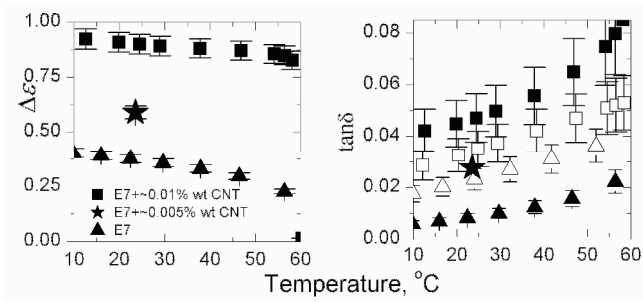 1.00
0.75
0.50
0.25
0.00
Δε
E7+~0.01% wt CNT
E7+~0.005% wt CNT
E7
10 20 30 40 50 60
0.08
0.06
0.04
0.02
0.00
tanδ
10 20 30 40 50 60
Temperature, °C